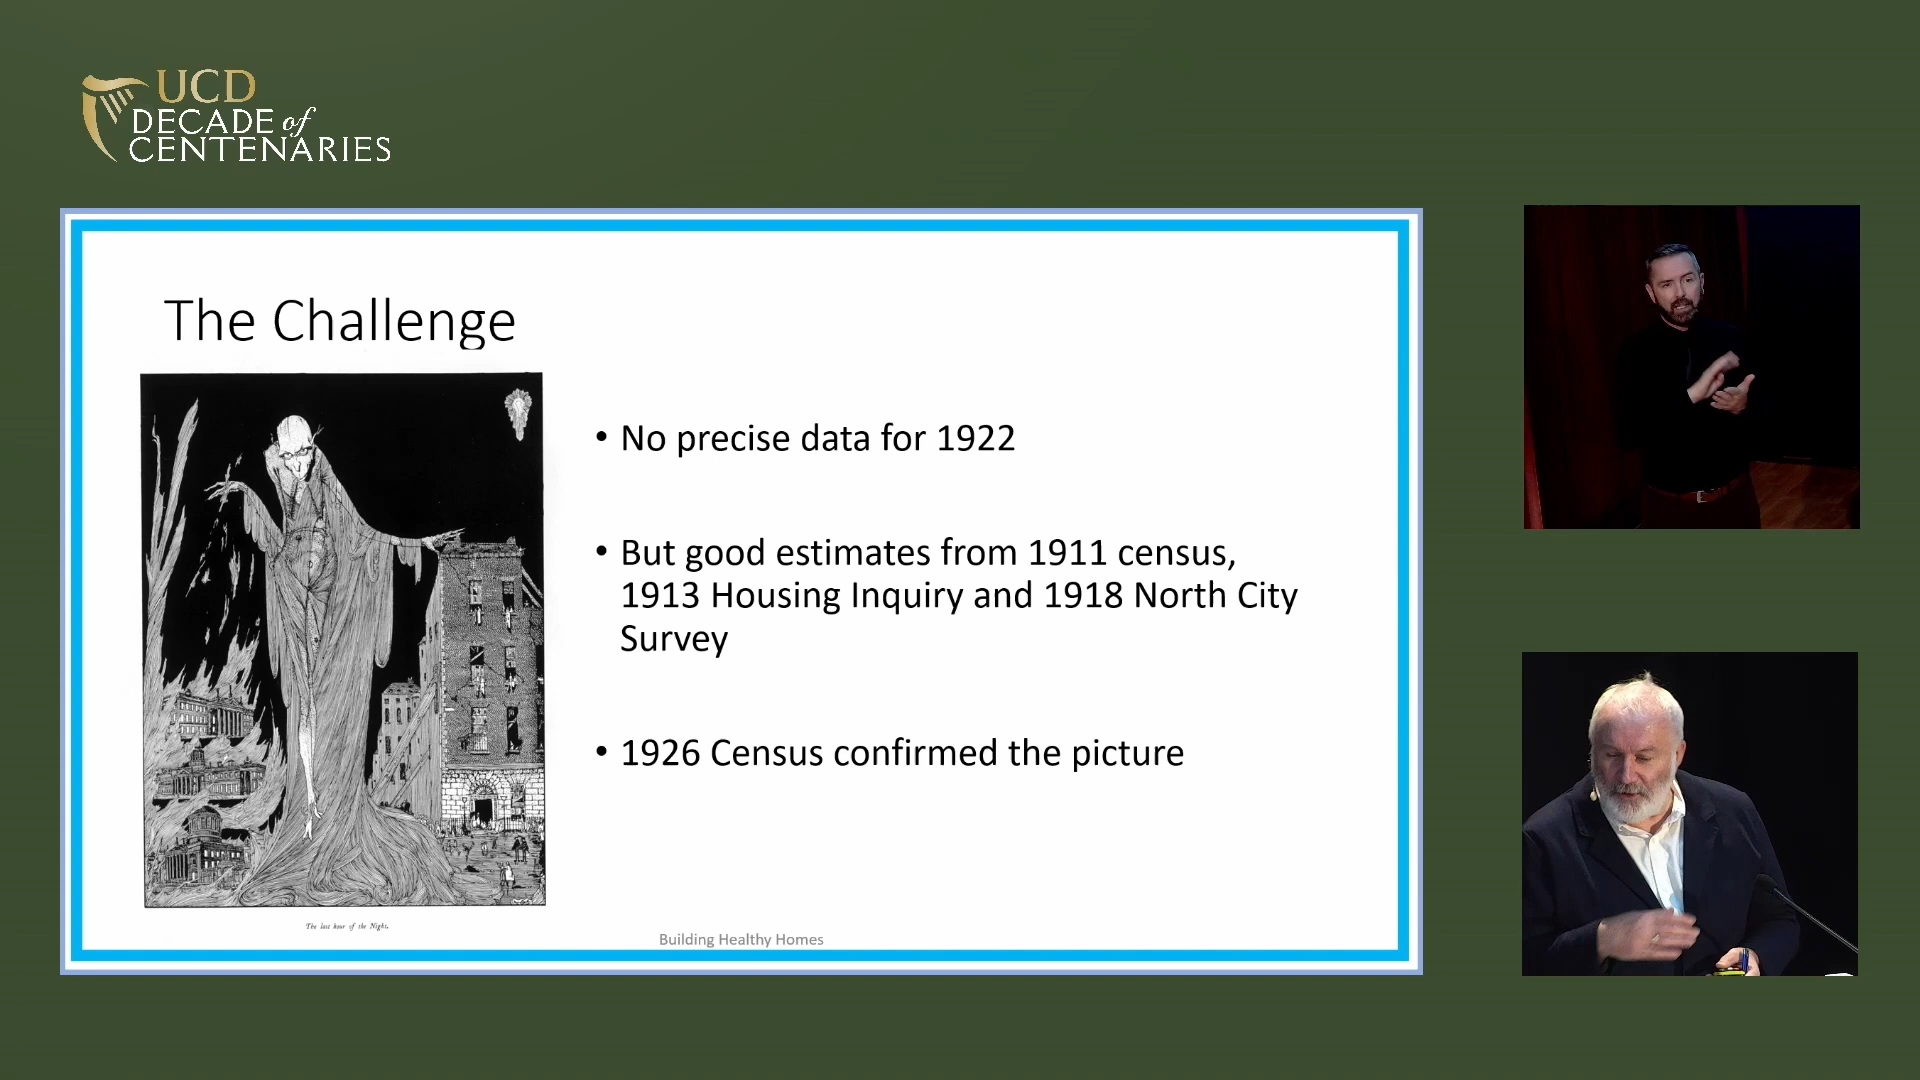 UCD
DECADE of
CENTENARIES
The Challenge
• No precise data for 1922
• But good estimates from 1911 census,
1913 Housing Inquiry and 1918 North City
Survey
• 1926 Census confirmed the picture
The last hour of the Night.
Building Healthy Homes